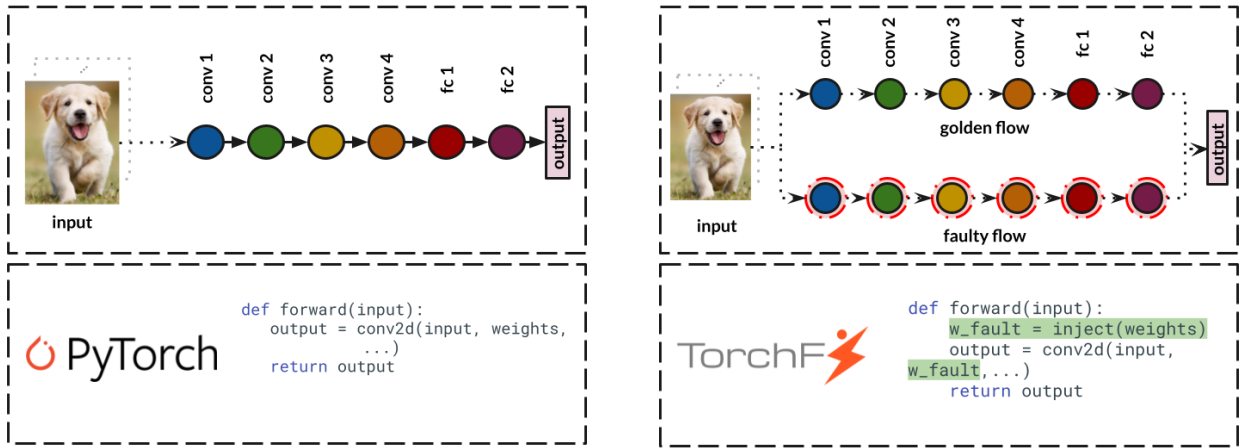 conv 1
conv 2
conv 3
conv 4
fc 1
fc 2
output
input
def forward(input):
output = conv2d(input, weights,
...)
return output
PyTorch
conv 1
conv 2
conv 3
conv 4
fc 1
fc 2
golden flow
output
input
faulty flow
def forward(input):
w_fault = inject(weights)
output = conv2d(input,
w_fault,...)
return output
TorchF